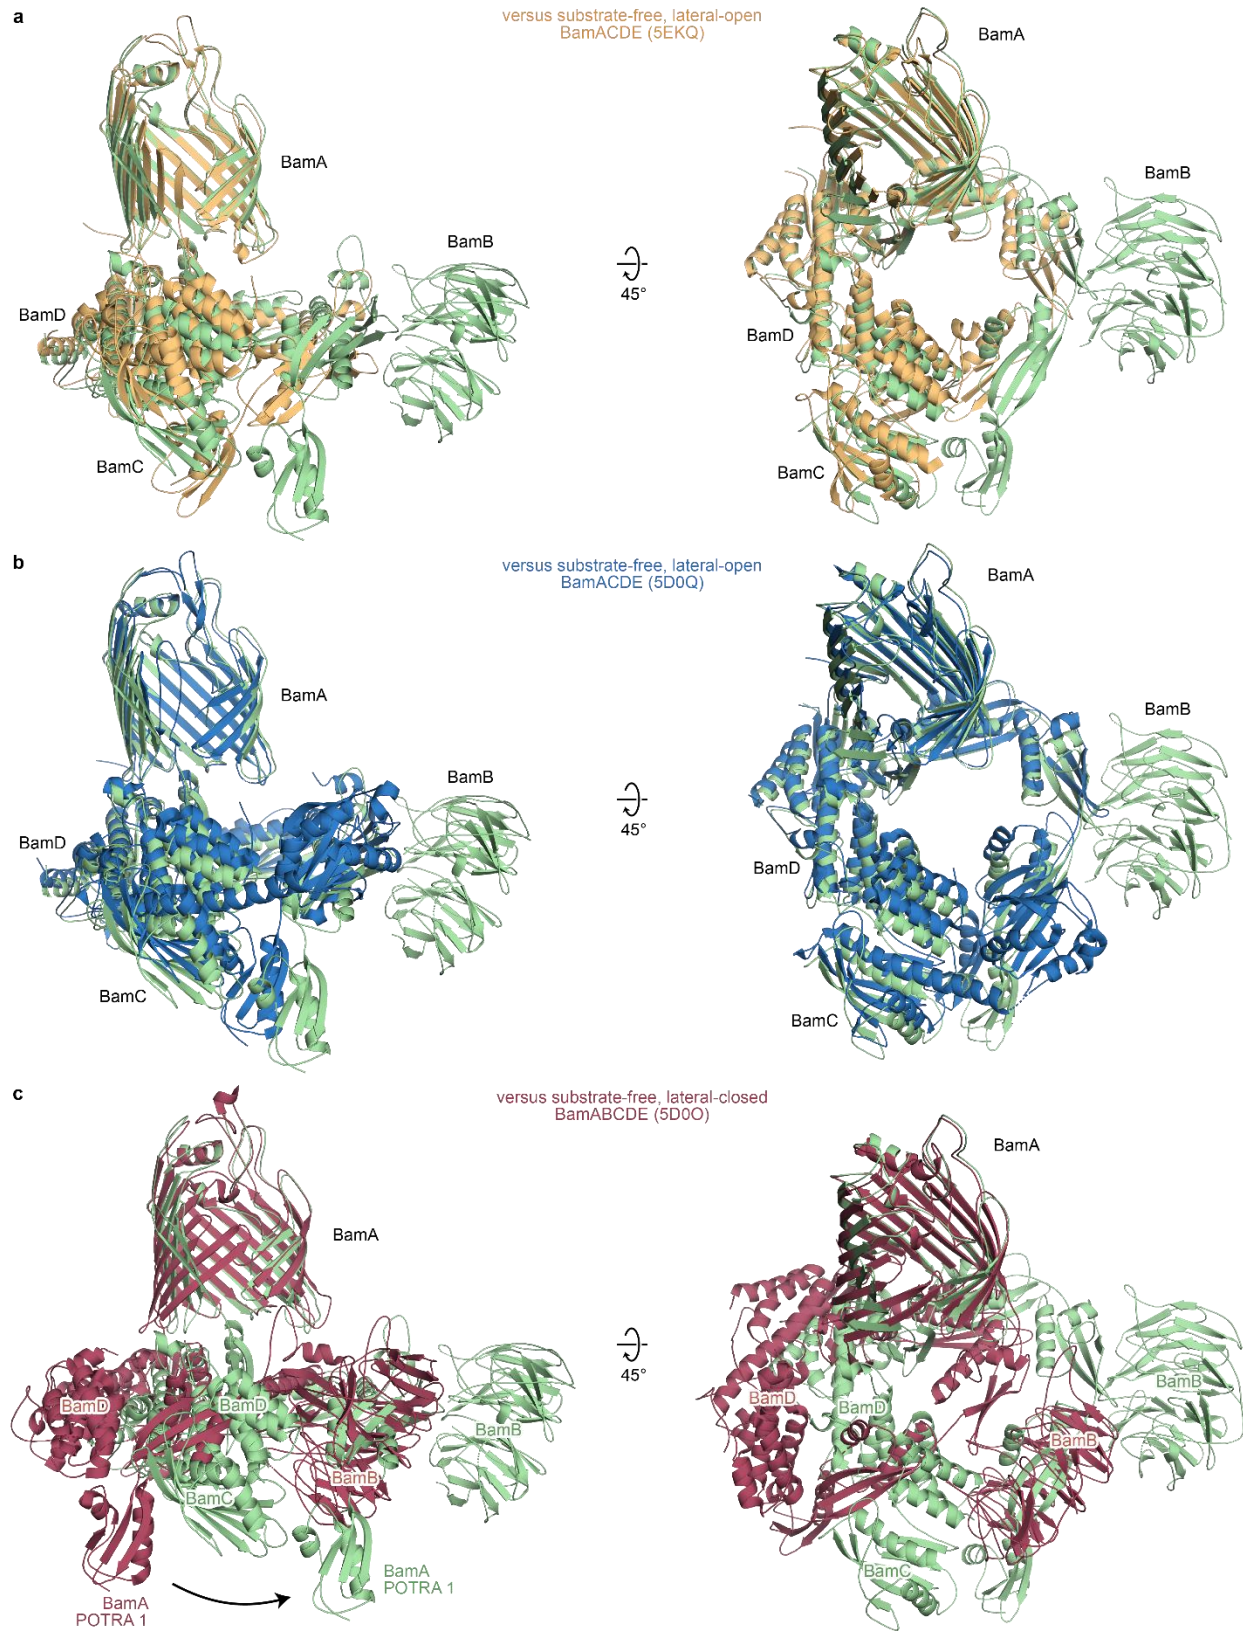 a
versus substrate-free, lateral-open
BamACDE (5EKQ)
BamA
BamB
BamD
BamC
45°
BamA
BamB
BamD
BamC
b
versus substrate-free, lateral-open
BamACDE (5D0Q)
BamA
BamB
BamD
BamC
45°
BamA
BamB
BamD
BamC
c
versus substrate-free, lateral-closed
BamABCDE (5D0O)
BamA
BamD
BamD
BamB
BamB
BamC
BamA
POTRA 1
BamA
POTRA 1
45°
BamA
BamB
BamD
BamD
BamB
BamC